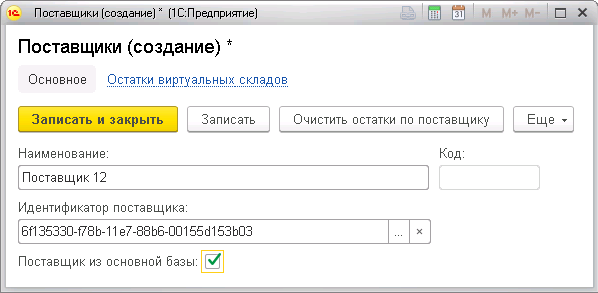 Поставщики (создание) * (1С:Предприятие)
31 M M+ M-
Поставщики (создание) *
Основное Остатки виртуальных складов
Записать и закрыть Записать Очистить остатки по поставщику Еще
Наименование: Код:
Поставщик 12
Идентификатор поставщика:
6f135330-f78b-11e7-88b6-00155d153b03 ... ×
Поставщик из основной базы: